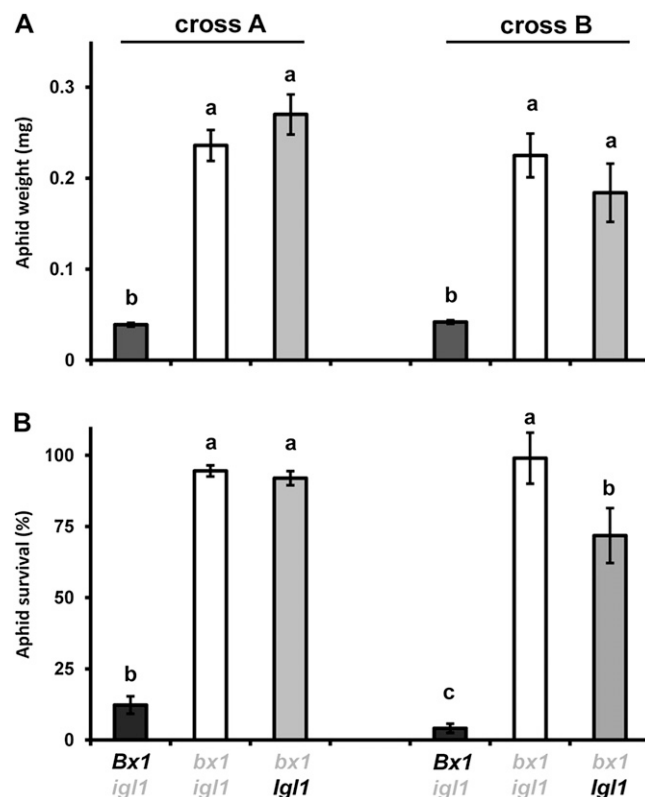 A
cross A
cross B
Aphid weight (mg)
0.3
0.2
0.1
0
b
a
a
b
a
a
B
Aphid survival (%)
100
75
50
25
0
b
a
a
c
a
b
Bx1 bx1 bx1 Bx1 bx1 bx1
igl1 igl1 Igl1 igl1 igl1 Igl1